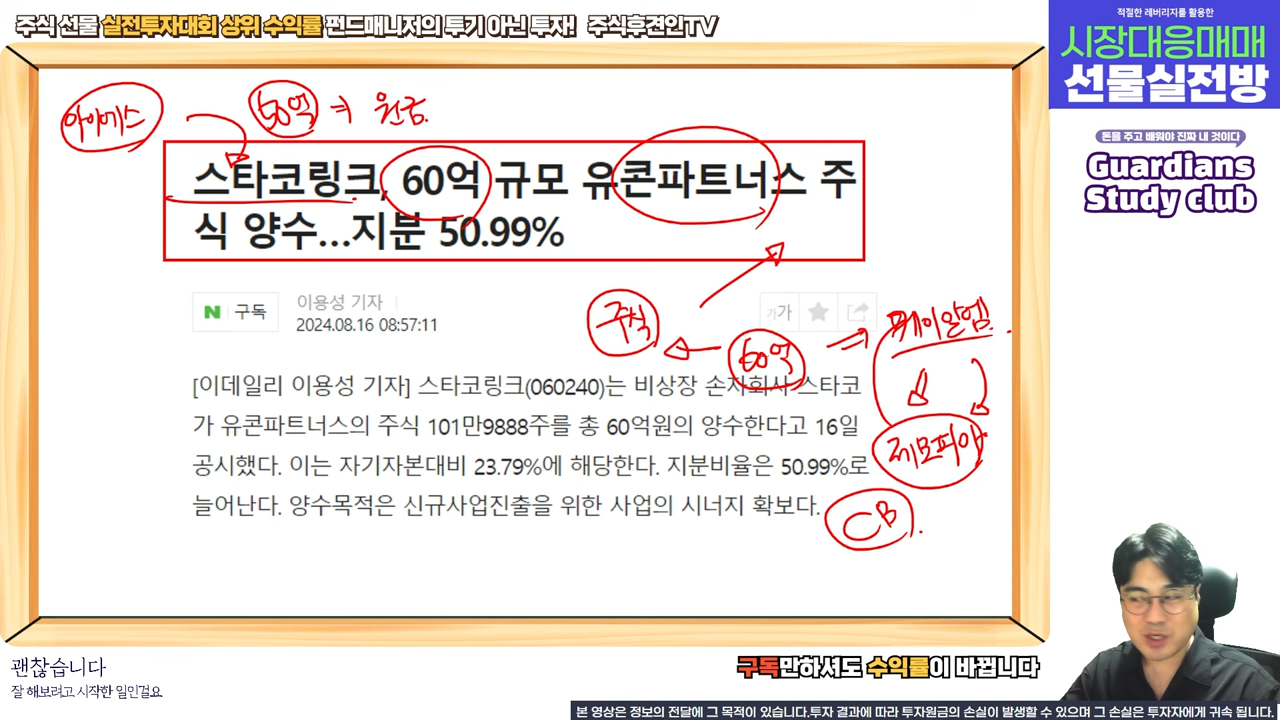 주식 선물 실전투자대회 상위 수익률 펀드매니저의 투기 아닌 투자! 주식후견인TV
적절한 레버리지를 활용한
시장대응매매
선물실전방
돈을 주고 배워야 진짜 내 것이다
Guardians
Study club
아이에스
50억 ⇒ 원금
스타코링크, 60억 규모 유콘파트너스 주
식 양수...지분 50.99%
N 구독
이용성 기자
2024.08.16 08:57:11
가가
주식
60억
케이알엠
[이데일리 이용성 기자] 스타코링크(060240)는 비상장 손자회사 스타코
가 유콘파트너스의 주식 101만9888주를 총 60억원의 양수한다고 16일
공시했다. 이는 자기자본대비 23.79%에 해당한다. 지분비율은 50.99%로
늘어난다. 양수목적은 신규사업진출을 위한 사업의 시너지 확보다.
제모피아
CB
괜찮습니다
잘 해보려고 시작한 일인걸요
구독만하셔도 수익률이 바뀝니다
본 영상은 정보의 전달에 그 목적이 있습니다.투자 결과에 따라 투자원금의 손실이 발생할 수 있으며 그 손실은 투자자에게 귀속 됩니다.